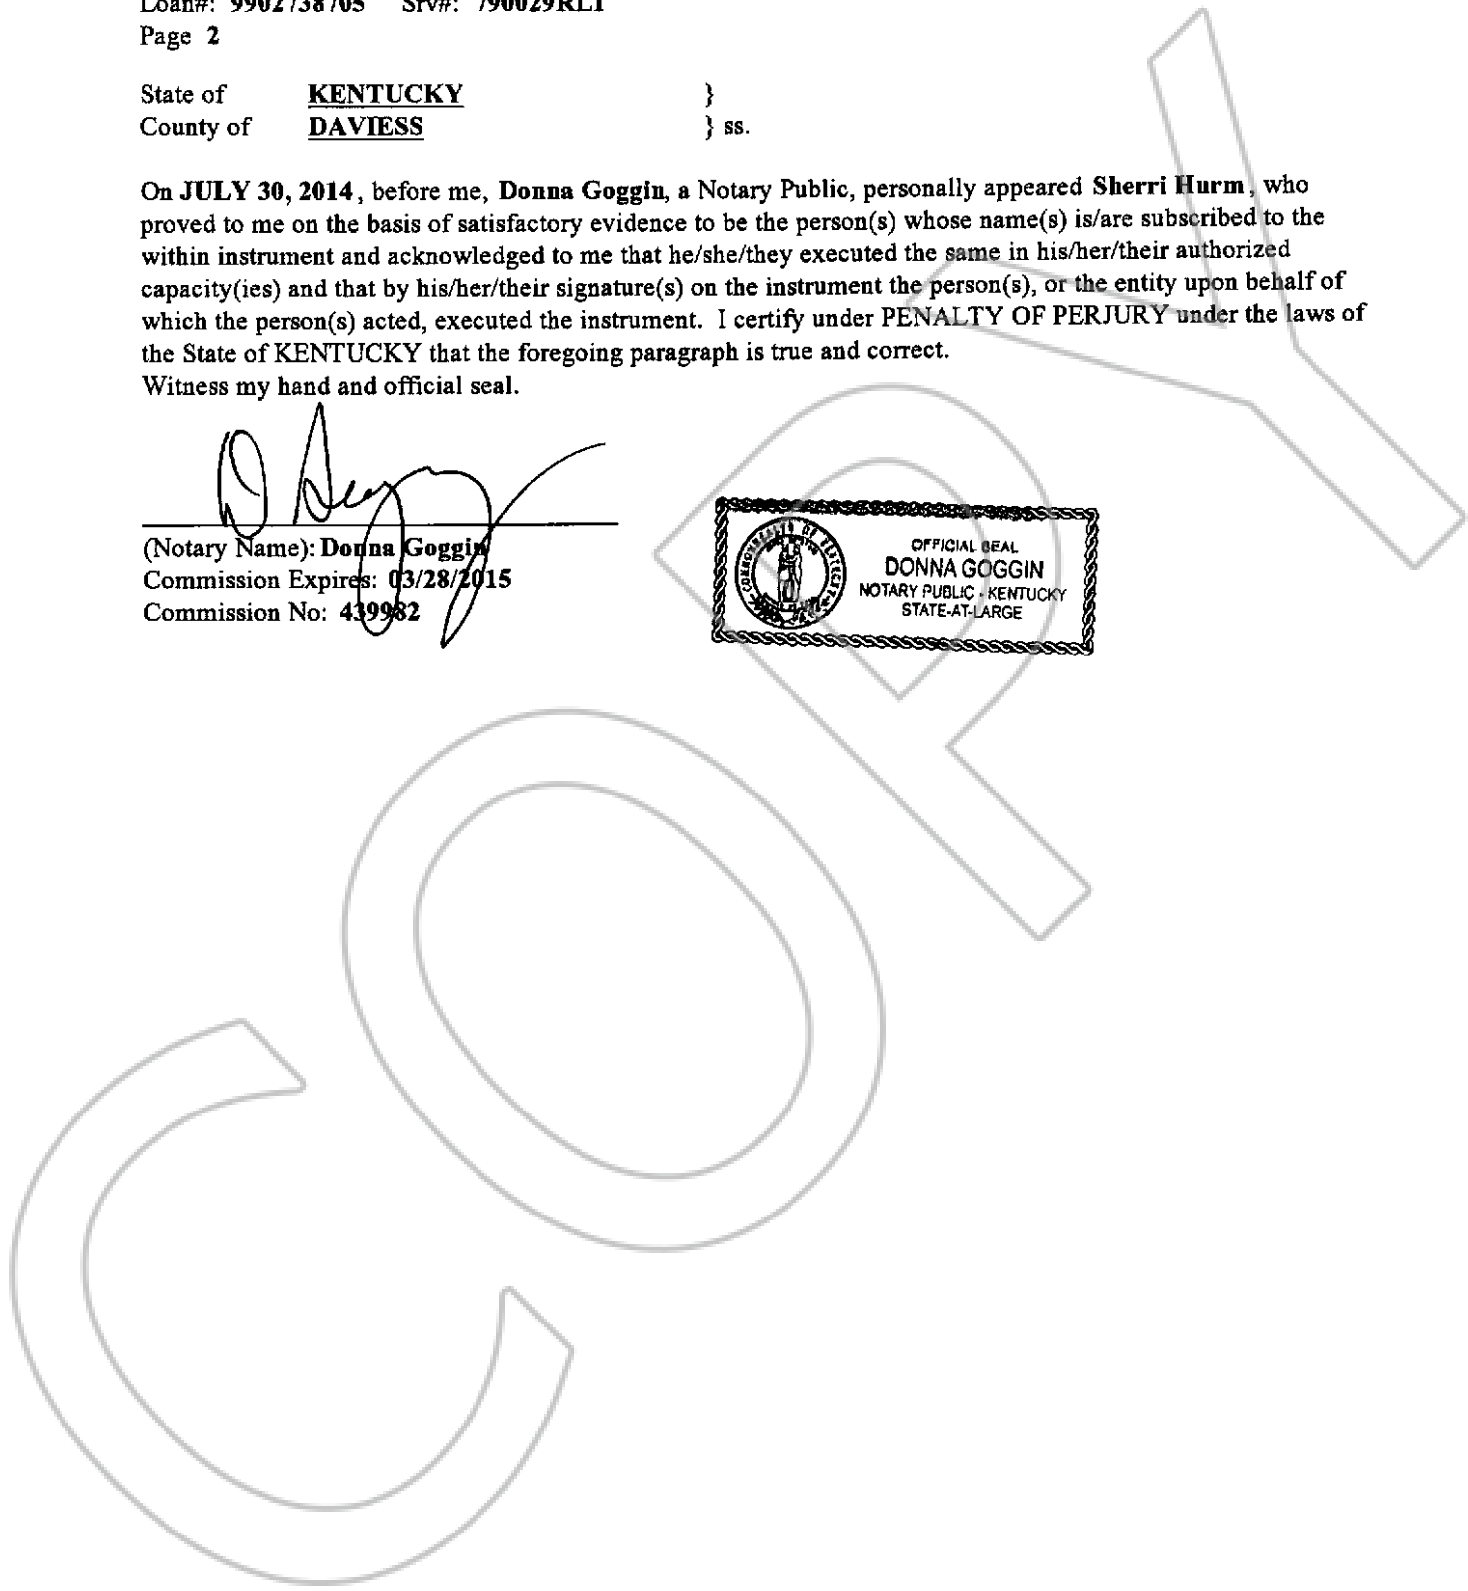 Loan#: 9902738705 Srv#: 790029RL1
Page 2
State of KENTUCKY }
County of DAVIESS } ss.
On JULY 30, 2014, before me, Donna Goggin, a Notary Public, personally appeared Sherri Hurm, who
proved to me on the basis of satisfactory evidence to be the person(s) whose name(s) is/are subscribed to the
within instrument and acknowledged to me that he/she/they executed the same in his/her/their authorized
capacity(ies) and that by his/her/their signature(s) on the instrument the person(s), or the entity upon behalf of
which the person(s) acted, executed the instrument. I certify under PENALTY OF PERJURY under the laws of
the State of KENTUCKY that the foregoing paragraph is true and correct.
Witness my hand and official seal.
(Notary Name): Donna Goggin
Commission Expires: 03/28/2015
Commission No: 439982
OFFICIAL SEAL
DONNA GOGGIN
NOTARY PUBLIC - KENTUCKY
STATE-AT-LARGE
COPY